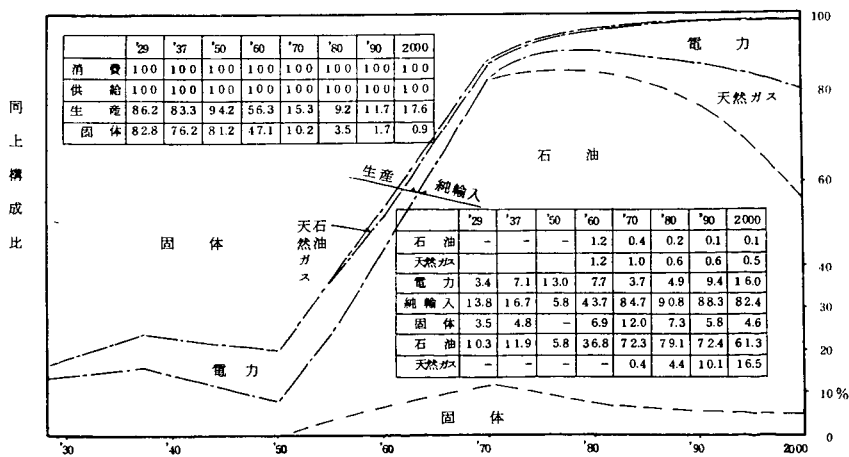 同上構成比
'29 '37 '50 '60 '70 '80 '90 2000
消費 100 100 100 100 100 100 100 100
供給 100 100 100 100 100 100 100 100
生産 86.2 83.3 94.2 56.3 15.3 9.2 11.7 17.6
固体 82.8 76.2 81.2 47.1 10.2 3.5 1.7 0.9
100
電力
天然ガス
80
石油
生産
純輸入
60
石油
天然ガス
固体
'29 '37 '50 '60 '70 '80 '90 2000
石油 - - - 1.2 0.4 0.2 0.1 0.1
天然ガス 1.2 1.0 0.6 0.6 0.5
電力 3.4 7.1 13.0 7.7 3.7 4.9 9.4 16.0
純輸入 13.8 16.7 5.8 43.7 84.7 90.8 88.3 82.4
固体 3.5 4.8 - 6.9 12.0 7.3 5.8 4.6
石油 10.3 11.9 5.8 36.8 72.3 79.1 72.4 61.3
天然ガス - - - - 0.4 4.4 10.1 16.5
40
30
20
電力
10%
固体
0
'30 '40 '50 '60 '70 '80 '90 2000